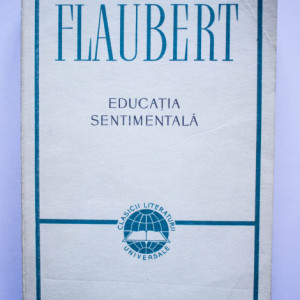 FLAUBERT
EDUCAȚIA
SENTIMENTALĂ
CLASICII LITERATURII
UNIVERSALE